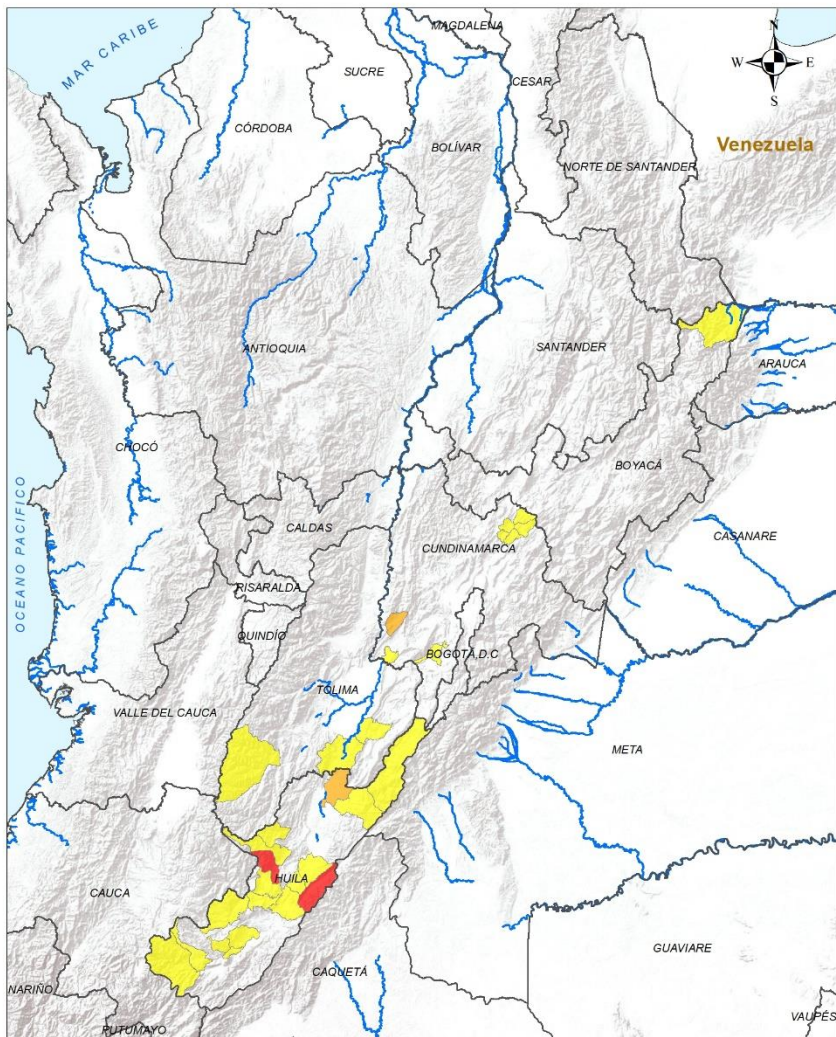 MAGDALENA
MAR CARIBE
N
W
E
S
SUCRE
CESAR
CÓRDOBA
BOLÍVAR
Venezuela
NORTE DE SANTANDER
ANTIOQUIA
SANTANDER
ARAUCA
CHOCÓ
BOYACÁ
OCEANO PACIFICO
CALDAS
CUNDINAMARCA
CASANARE
RISARALDA
QUINDÍO
BOGOTÁ,D.C
TOLIMA
VALLE DEL CAUCA
META
CAUCA
HUILA
GUAVIARE
CAQUETÁ
NARIÑO
PUTUMAYO
VAUPÉS